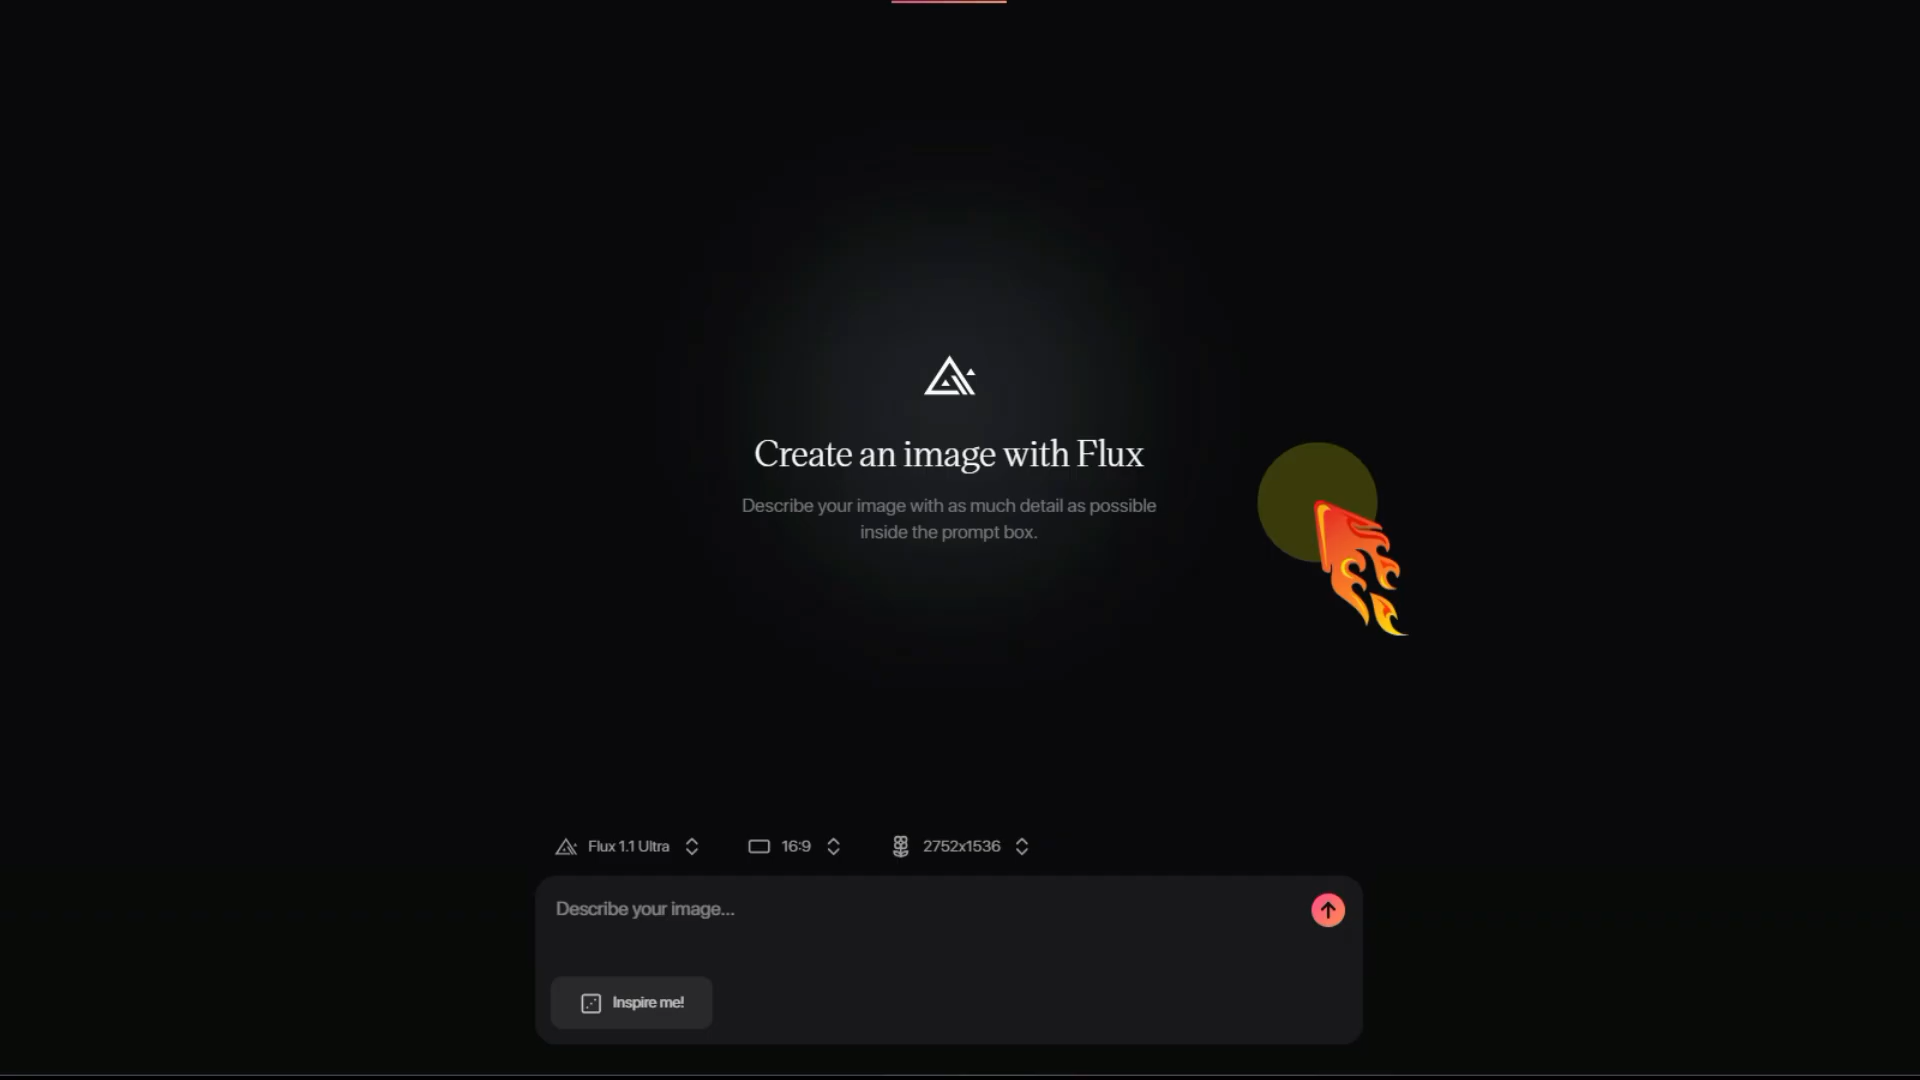 Create an image with Flux
Describe your image with as much detail as possible
inside the prompt box.
Flux 1.1 Ultra
16:9
2752x1536
Describe your image...
Inspire me!